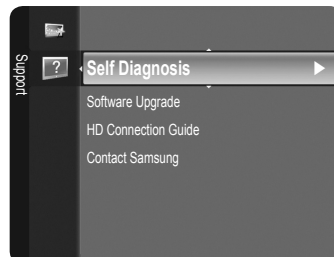 Support
Self Diagnosis
Software Upgrade
HD Connection Guide
Contact Samsung